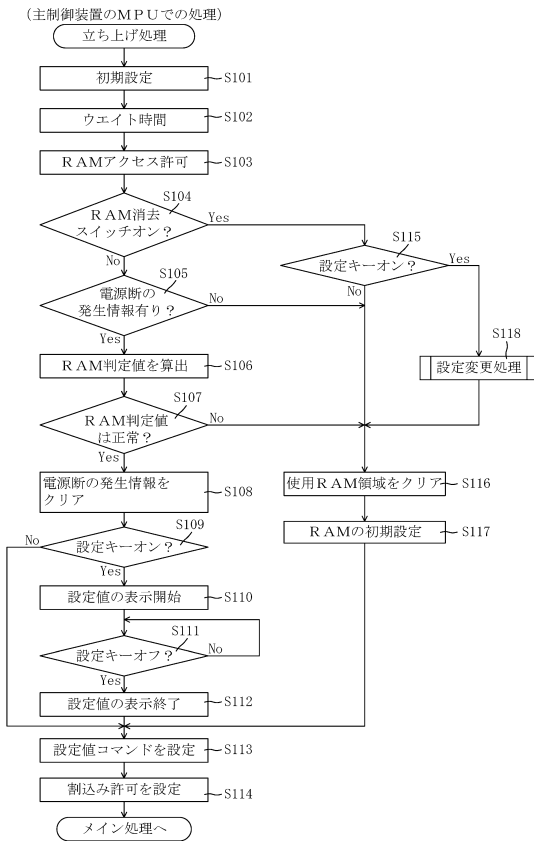 (主制御装置のMPUでの処理)
立ち上げ処理
初期設定
S101
ウエイト時間
S102
RAMアクセス許可
S103
S104
RAM消去
スイッチオン?
Yes
No
S115
設定キーオン?
Yes
No
S105
電源断の
発生情報有り?
No
Yes
S118
設定変更処理
RAM判定値を算出
S106
S107
RAM判定値
は正常?
No
Yes
電源断の発生情報を
クリア
S108
使用RAM領域をクリア
S116
RAMの初期設定
S117
S109
設定キーオン?
No
Yes
設定値の表示開始
S110
S111
設定キーオフ?
No
Yes
設定値の表示終了
S112
設定値コマンドを設定
S113
割込み許可を設定
S114
メイン処理へ